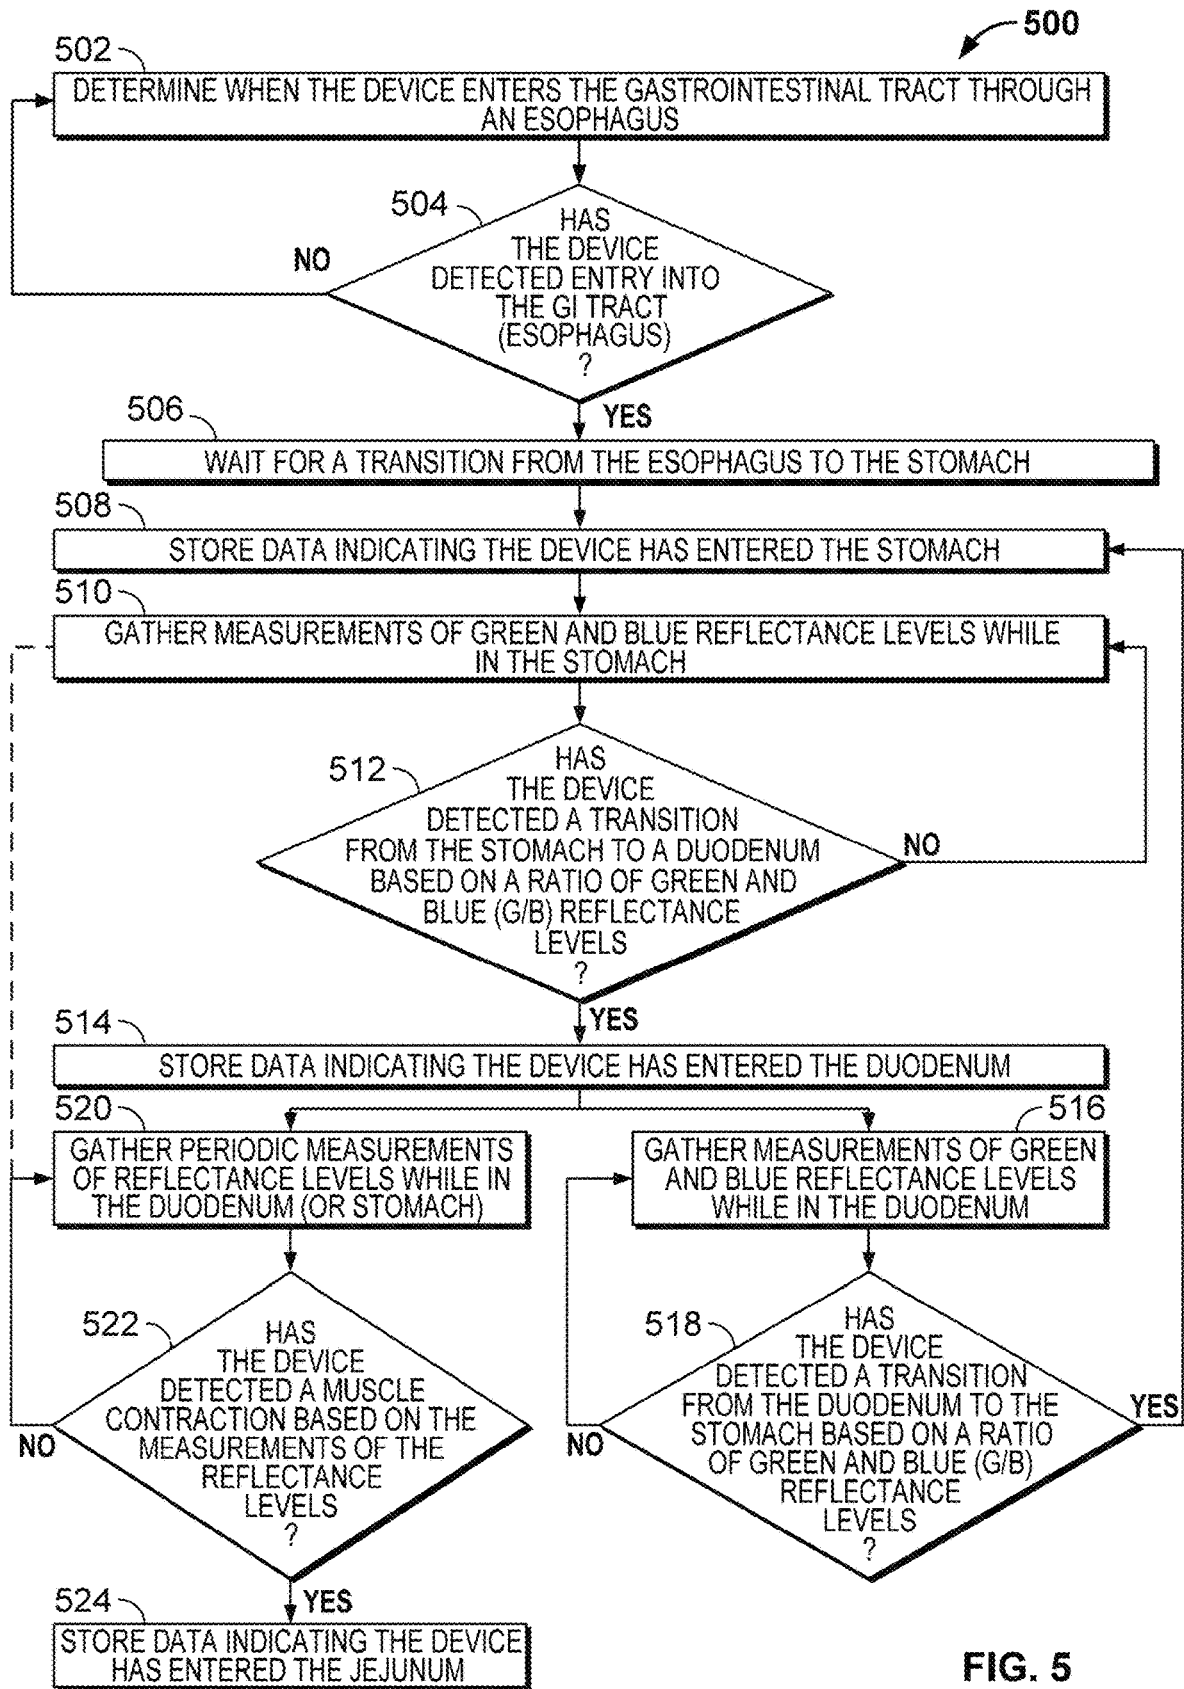 500
502
DETERMINE WHEN THE DEVICE ENTERS THE GASTROINTESTINAL TRACT THROUGH
AN ESOPHAGUS
504
HAS
THE DEVICE
DETECTED ENTRY INTO
THE GI TRACT
(ESOPHAGUS)
?
NO
YES
506
WAIT FOR A TRANSITION FROM THE ESOPHAGUS TO THE STOMACH
508
STORE DATA INDICATING THE DEVICE HAS ENTERED THE STOMACH
510
GATHER MEASUREMENTS OF GREEN AND BLUE REFLECTANCE LEVELS WHILE
IN THE STOMACH
512
HAS
THE DEVICE
DETECTED A TRANSITION
FROM THE STOMACH TO A DUODENUM
BASED ON A RATIO OF GREEN AND
BLUE (G/B) REFLECTANCE
LEVELS
?
NO
YES
514
STORE DATA INDICATING THE DEVICE HAS ENTERED THE DUODENUM
520
GATHER PERIODIC MEASUREMENTS
OF REFLECTANCE LEVELS WHILE IN
THE DUODENUM (OR STOMACH)
516
GATHER MEASUREMENTS OF GREEN
AND BLUE REFLECTANCE LEVELS
WHILE IN THE DUODENUM
522
HAS
THE DEVICE
DETECTED A MUSCLE
CONTRACTION BASED ON THE
MEASUREMENTS OF THE
REFLECTANCE
LEVELS
?
NO
YES
518
HAS
THE DEVICE
DETECTED A TRANSITION
FROM THE DUODENUM TO THE
STOMACH BASED ON A RATIO
OF GREEN AND BLUE (G/B)
REFLECTANCE
LEVELS
?
NO
YES
524
STORE DATA INDICATING THE DEVICE
HAS ENTERED THE JEJUNUM
FIG. 5